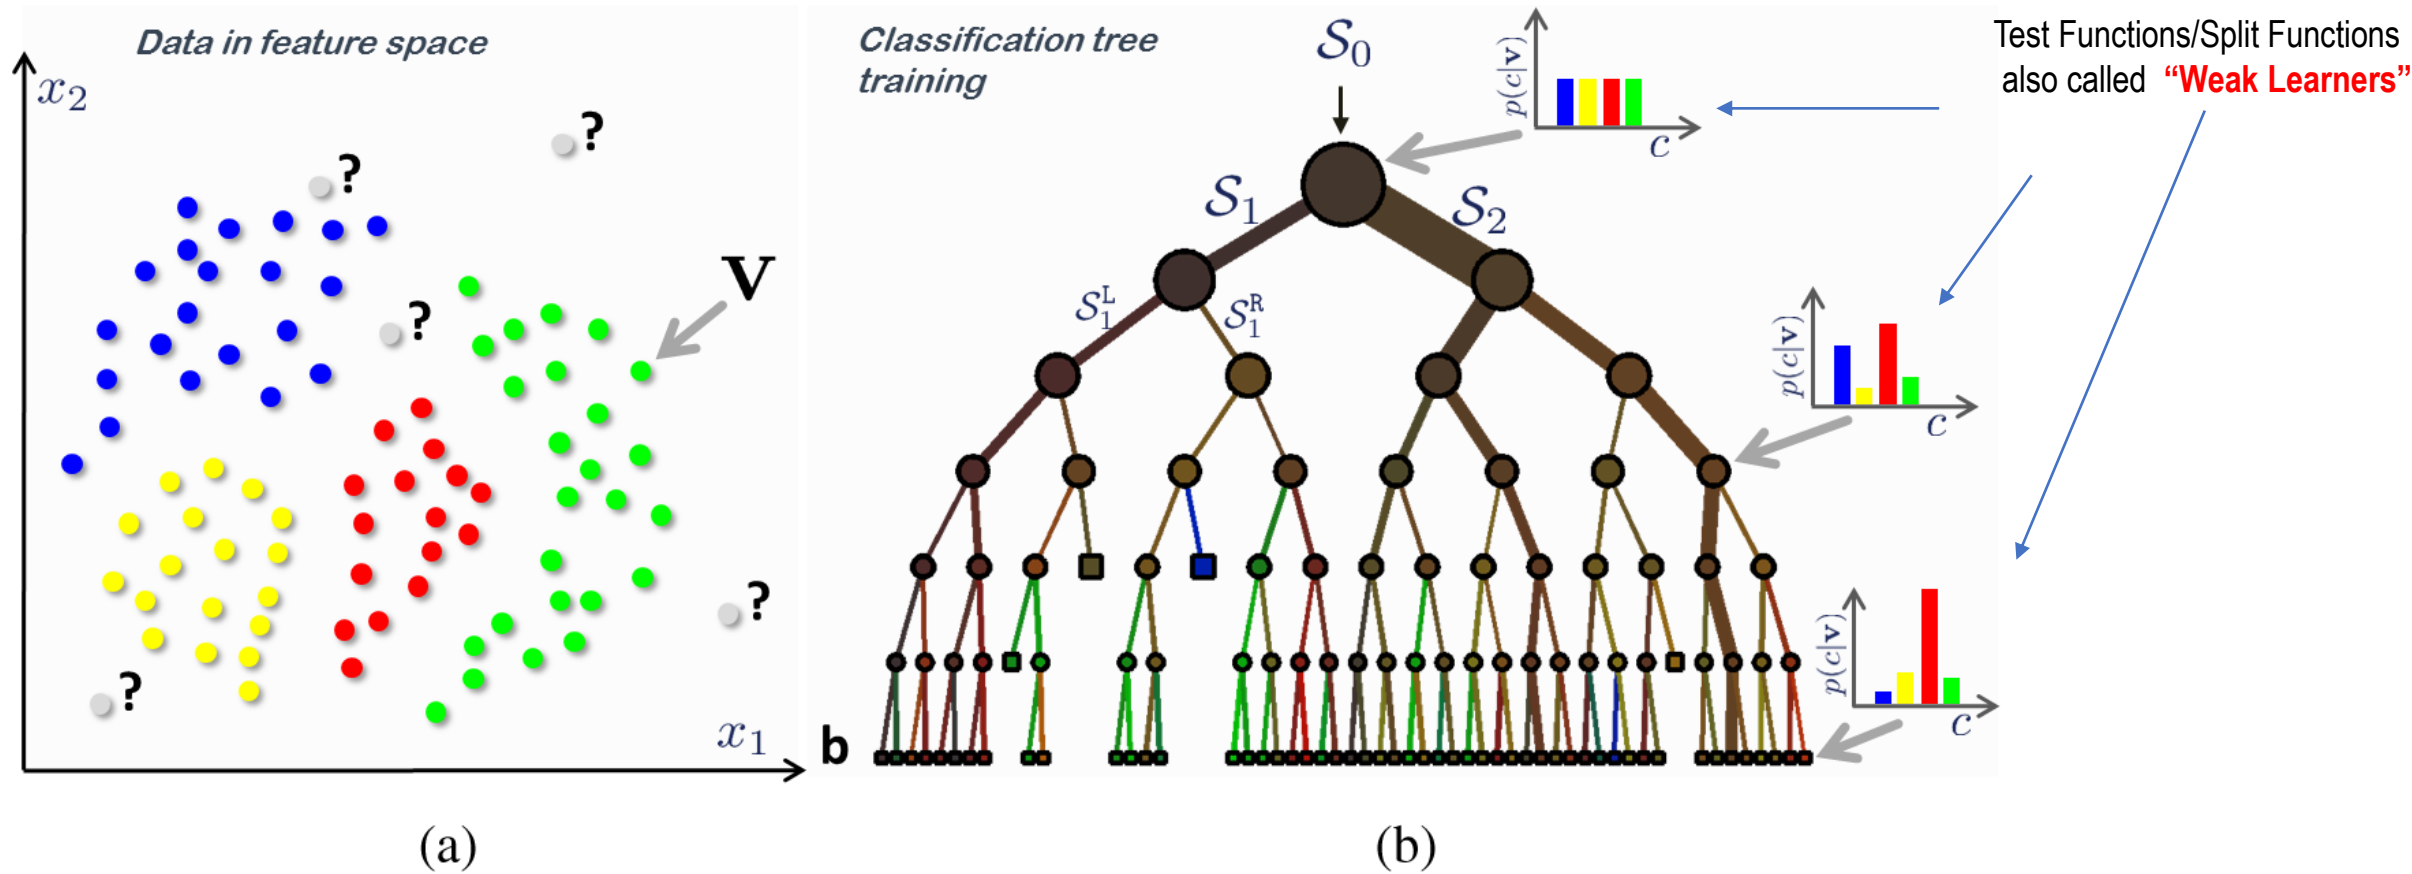 Data in feature space
x₂
?
?
?
?
?
V
x₁
(a)
Classification tree
training
S₀
S₁
S₂
S₁ᴸ
S₁ᴿ
b
p(c|v)
c
p(c|v)
c
p(c|v)
c
(b)
Test Functions/Split Functions
also called “Weak Learners”